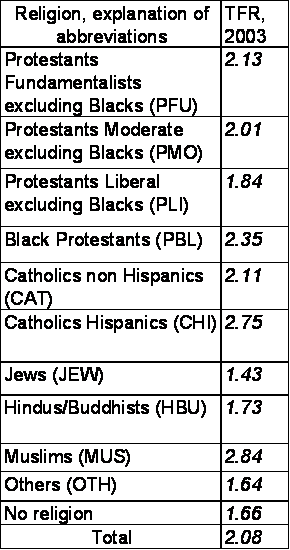 Religion, explanation of TFR,
abbreviations 2003
Protestants 2.13
Fundamentalists
excluding Blacks (PFU)
Protestants Moderate 2.01
excluding Blacks (PMO)
Protestants Liberal 1.84
excluding Blacks (PLI)
Black Protestants (PBL) 2.35
Catholics non Hispanics 2.11
(CAT)
Catholics Hispanics (CHI) 2.75
Jews (JEW) 1.43
Hindus/Buddhists (HBU) 1.73
Muslims (MUS) 2.84
Others (OTH) 1.64
No religion 1.66
Total 2.08